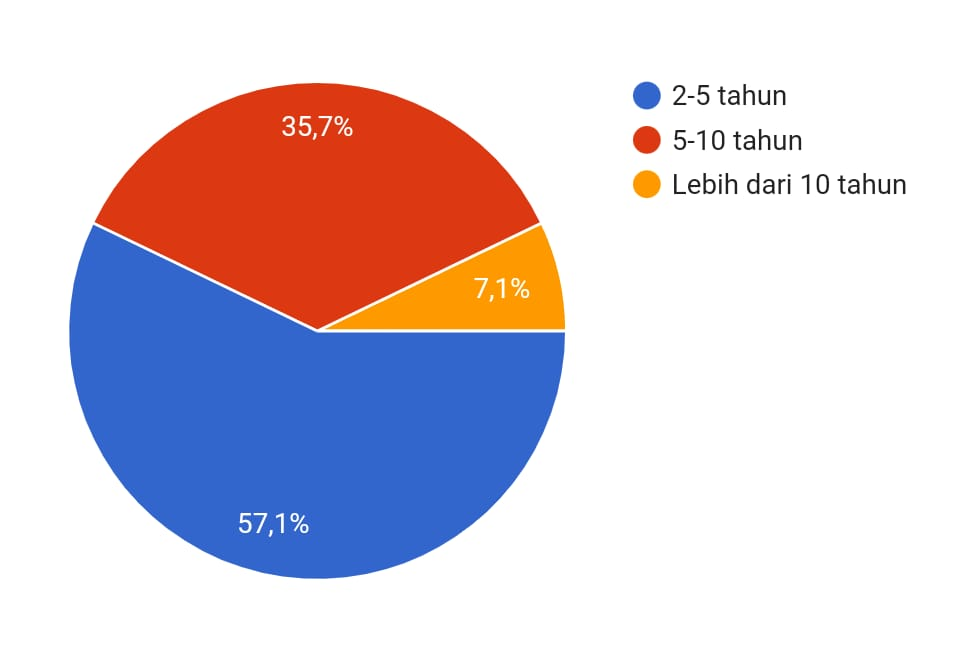 35,7%
7,1%
57,1%
2-5 tahun
5-10 tahun
Lebih dari 10 tahun